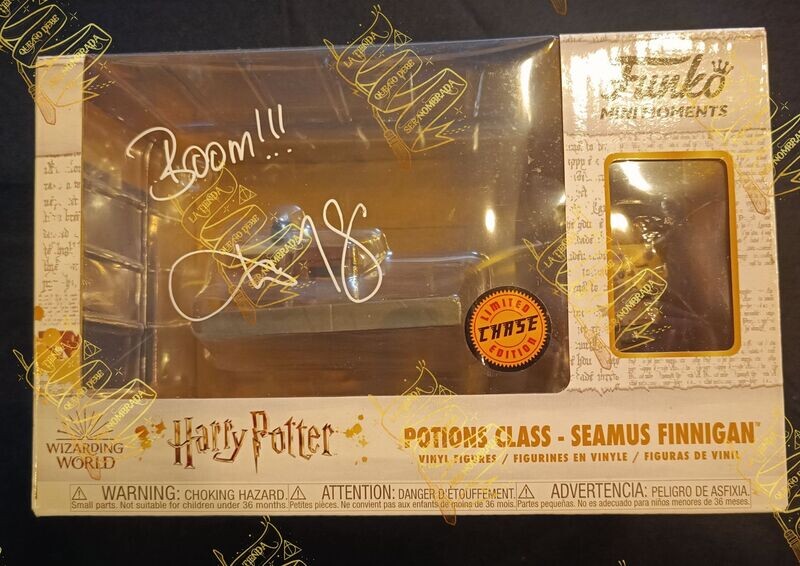 Funko
MINI MOMENTS
Boom!!!
LIMITED
CHASE
EDITION
WIZARDING
WORLD
Harry Potter
POTIONS CLASS - SEAMUS FINNIGAN™
VINYL FIGURES / FIGURINES EN VINYLE / FIGURAS DE VINIL
WARNING: CHOKING HAZARD.
Small parts. Not suitable for children under 36 months.
ATTENTION: DANGER D'ÉTOUFFEMENT.
Petites pièces. Ne convient pas aux enfants de moins de 36 mois.
ADVERTENCIA: PELIGRO DE ASFIXIA.
Partes pequeñas. No es adecuado para niños menores de 36 meses.
LA TIENDA
QUE NO DEBE
SER NOMBRADA